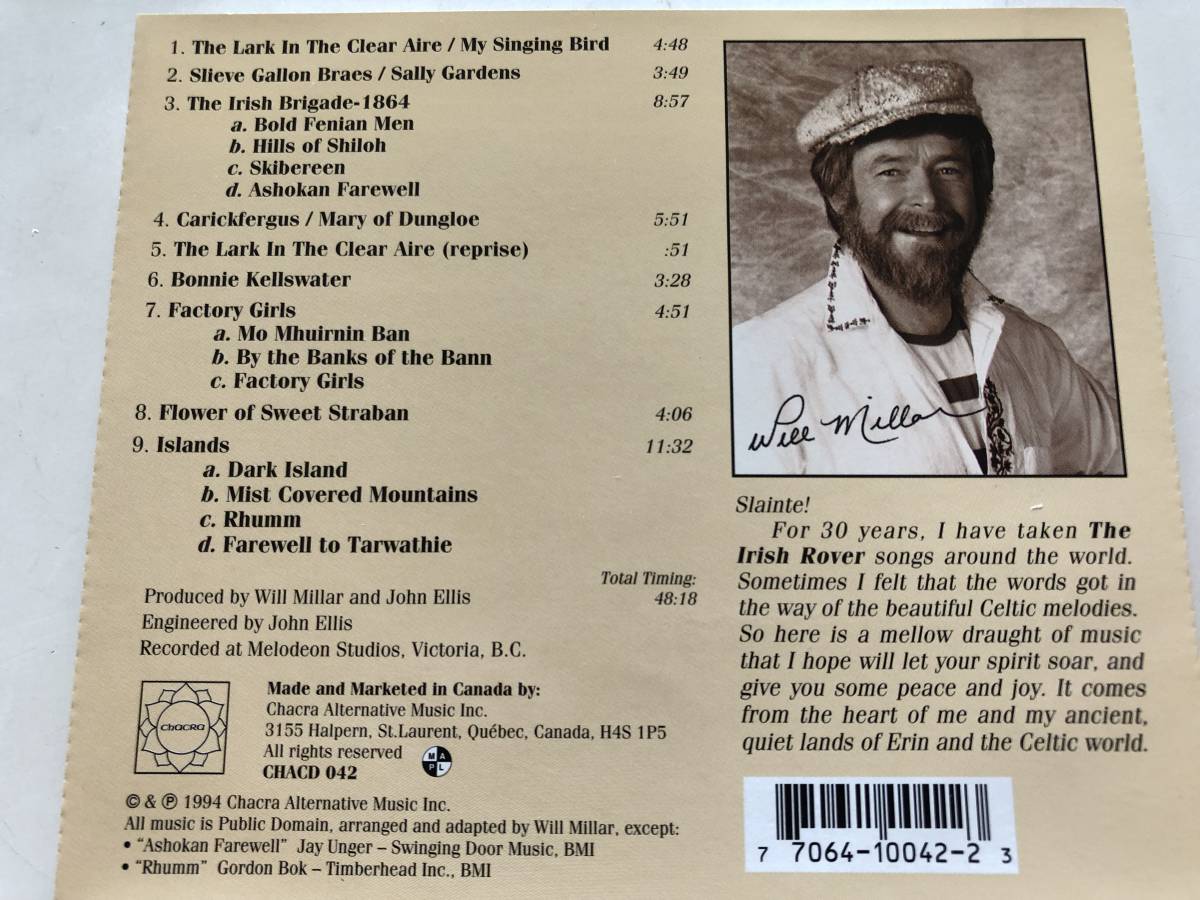 1. The Lark In The Clear Aire / My Singing Bird 4:48
2. Slieve Gallon Braes / Sally Gardens 3:49
3. The Irish Brigade-1864 8:57
a. Bold Fenian Men
b. Hills of Shiloh
c. Skibereen
d. Ashokan Farewell
4. Carickfergus / Mary of Dungloe 5:51
5. The Lark In The Clear Aire (reprise) :51
6. Bonnie Kellswater 3:28
7. Factory Girls 4:51
a. Mo Mhuirnin Ban
b. By the Banks of the Bann
c. Factory Girls
8. Flower of Sweet Straban 4:06
9. Islands 11:32
a. Dark Island
b. Mist Covered Mountains
c. Rhumm
d. Farewell to Tarwathie
Total Timing:
48:18
Produced by Will Millar and John Ellis
Engineered by John Ellis
Recorded at Melodeon Studios, Victoria, B.C.
CHACRA
Made and Marketed in Canada by:
Chacra Alternative Music Inc.
3155 Halpern, St.Laurent, Québec, Canada, H4S 1P5
All rights reserved
M A
P L
CHACD 042
© & ℗ 1994 Chacra Alternative Music Inc.
All music is Public Domain, arranged and adapted by Will Millar, except:
• "Ashokan Farewell" Jay Unger – Swinging Door Music, BMI
• "Rhumm" Gordon Bok – Timberhead Inc., BMI
Will Millar
Slainte!
For 30 years, I have taken The
Irish Rover songs around the world.
Sometimes I felt that the words got in
the way of the beautiful Celtic melodies.
So here is a mellow draught of music
that I hope will let your spirit soar, and
give you some peace and joy. It comes
from the heart of me and my ancient,
quiet lands of Erin and the Celtic world.
7 7064-10042-2 3